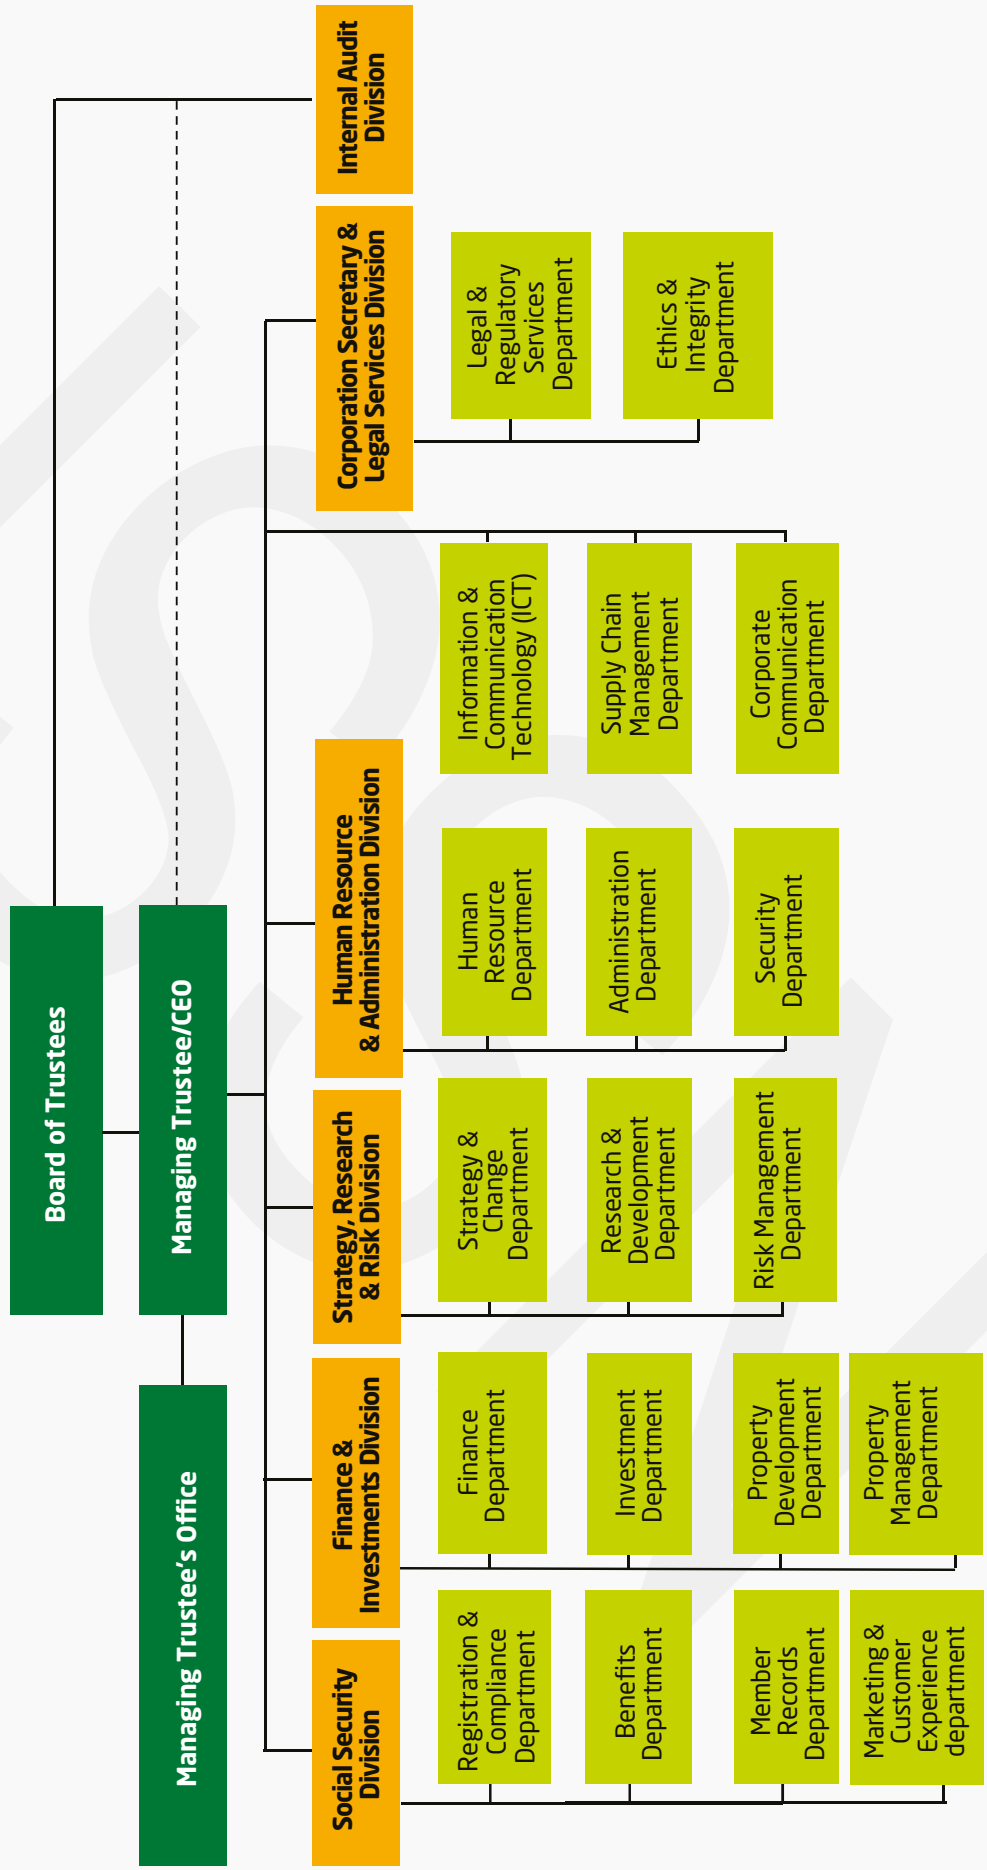 Board of Trustees
Managing Trustee's Office
Managing Trustee/CEO
Social Security
Division
Finance &
Investments Division
Strategy, Research
& Risk Division
Human Resource
& Administration Division
Corporation Secretary &
Legal Services Division
Internal Audit
Division
Registration &
Compliance
Department
Benefits
Department
Member
Records
Department
Marketing &
Customer
Experience
department
Finance
Department
Investment
Department
Property
Development
Department
Property
Management
Department
Strategy &
Change
Department
Research &
Development
Department
Risk Management
Department
Human
Resource
Department
Administration
Department
Security
Department
Information &
Communication
Technology (ICT)
Supply Chain
Management
Department
Corporate
Communication
Department
Legal &
Regulatory
Services
Department
Ethics &
Integrity
Department